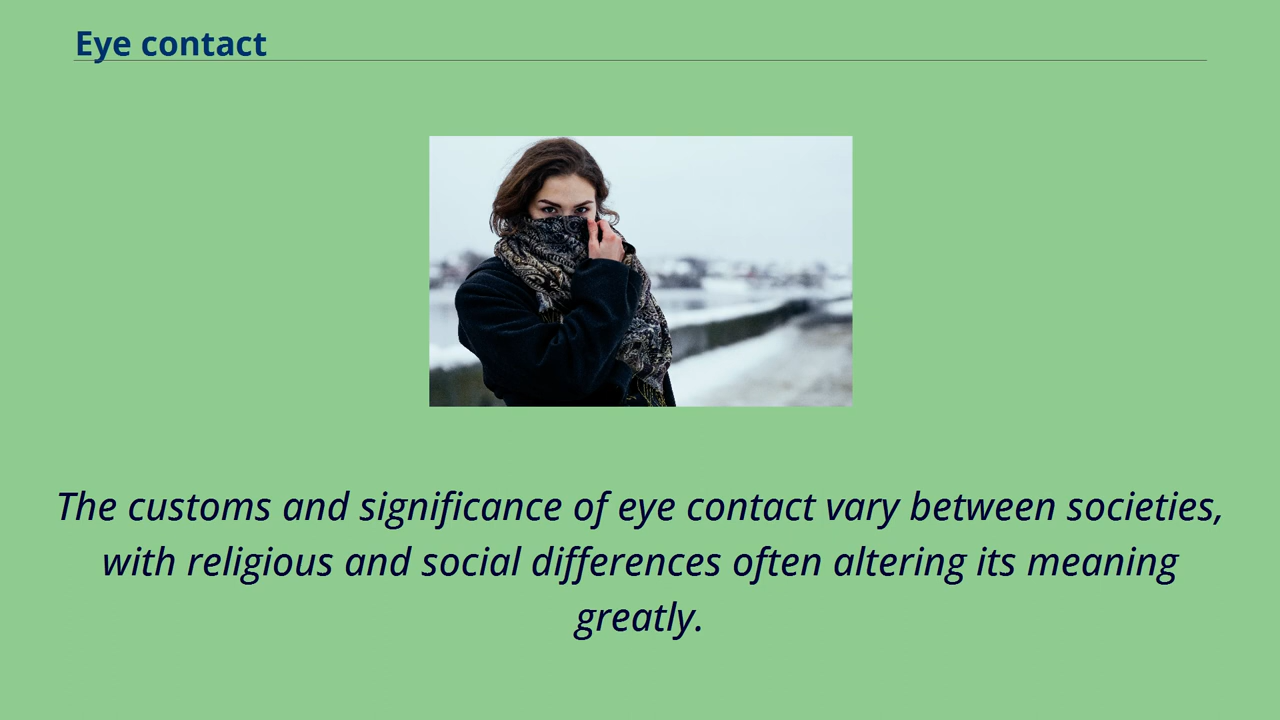 Eye contact
The customs and significance of eye contact vary between societies,
with religious and social differences often altering its meaning
greatly.